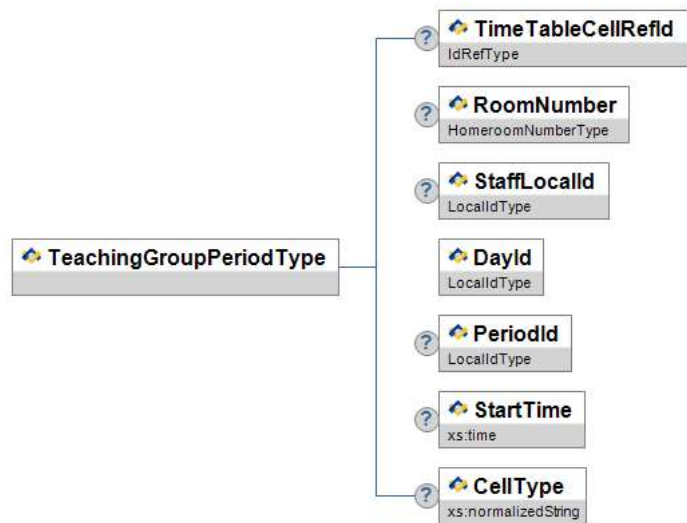 TimeTableCellRefId
IdRefType
?
RoomNumber
HomeroomNumberType
?
StaffLocalId
LocalIdType
?
TeachingGroupPeriodType
DayId
LocalIdType
PeriodId
LocalIdType
?
StartTime
xs:time
?
CellType
xs:normalizedString
?